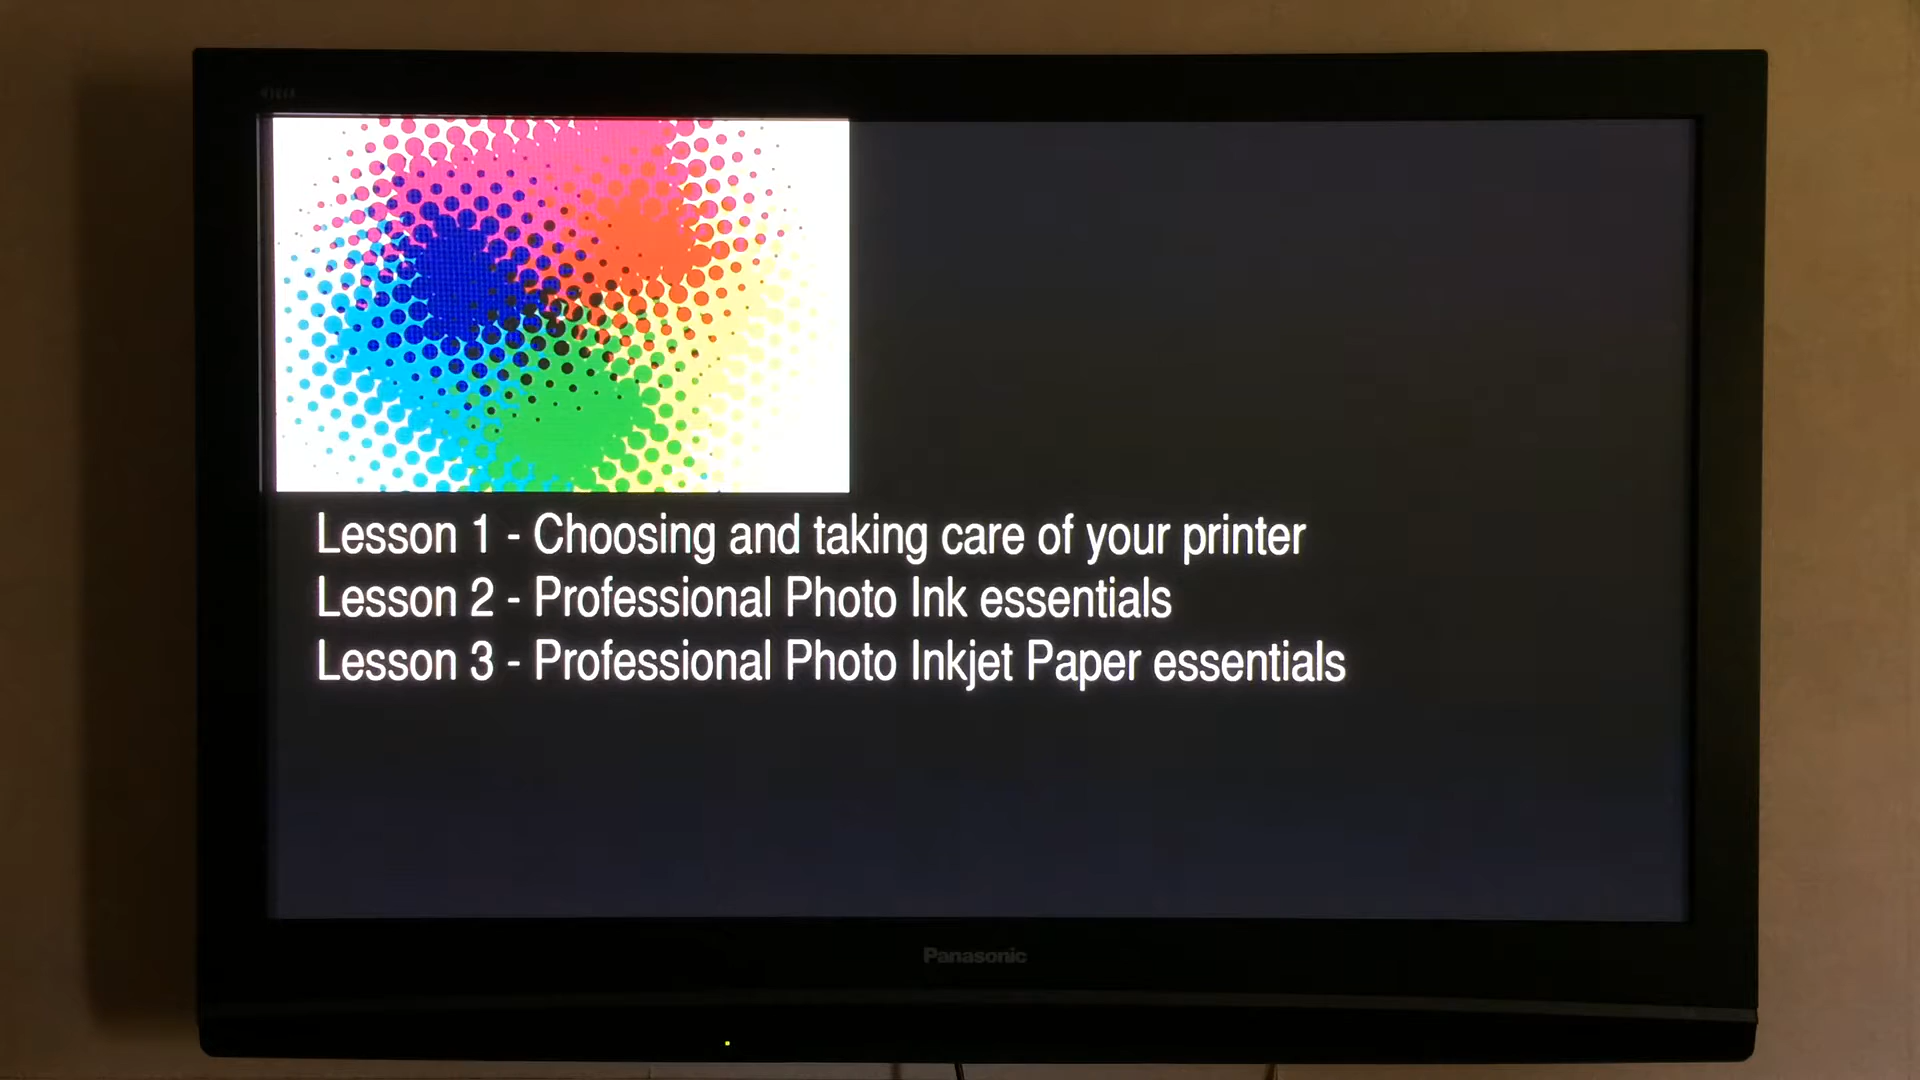 Lesson 1 - Choosing and taking care of your printer
Lesson 2 - Professional Photo Ink essentials
Lesson 3 - Professional Photo Inkjet Paper essentials
Panasonic